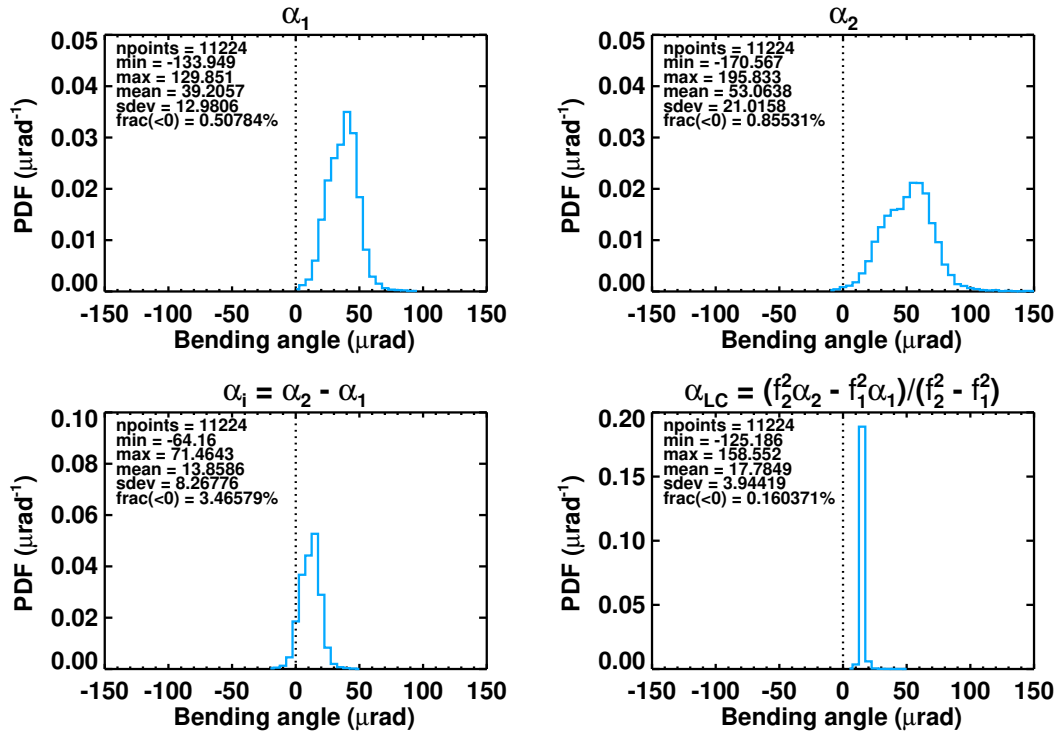 α₁
0.05
0.04
0.03
0.02
0.01
0.00
PDF (μrad⁻¹)
npoints = 11224
min = -133.949
max = 129.851
mean = 39.2057
sdev = 12.9806
frac(<0) = 0.50784%
-150 -100 -50 0 50 100 150
Bending angle (μrad)
α₂
0.05
0.04
0.03
0.02
0.01
0.00
PDF (μrad⁻¹)
npoints = 11224
min = -170.567
max = 195.833
mean = 53.0638
sdev = 21.0158
frac(<0) = 0.85531%
-150 -100 -50 0 50 100 150
Bending angle (μrad)
αᵢ = α₂ - α₁
0.10
0.08
0.06
0.04
0.02
0.00
PDF (μrad⁻¹)
npoints = 11224
min = -64.16
max = 71.4643
mean = 13.8586
sdev = 8.26776
frac(<0) = 3.46579%
-150 -100 -50 0 50 100 150
Bending angle (μrad)
α_LC = (f₂²α₂ - f₁²α₁)/(f₂² - f₁²)
0.20
0.15
0.10
0.05
0.00
PDF (μrad⁻¹)
npoints = 11224
min = -125.186
max = 158.552
mean = 17.7849
sdev = 3.94419
frac(<0) = 0.160371%
-150 -100 -50 0 50 100 150
Bending angle (μrad)